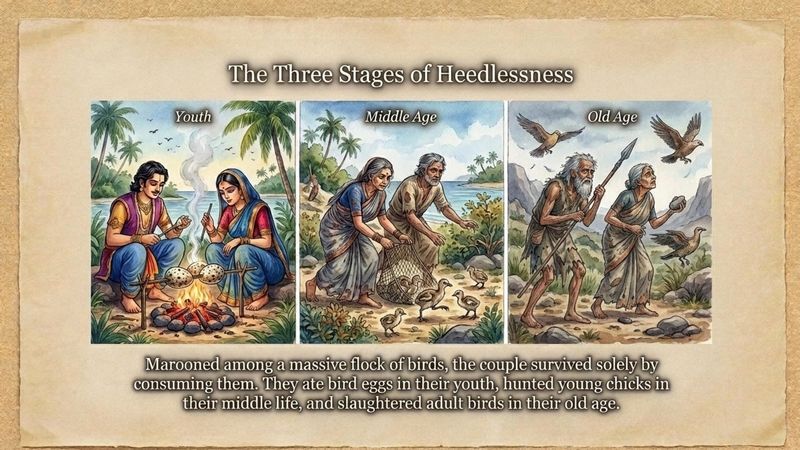 The Three Stages of Heedlessness
Youth
Middle Age
Old Age
Marooned among a massive flock of birds, the couple survived solely by
consuming them. They ate bird eggs in their youth, hunted young chicks in
their middle life, and slaughtered adult birds in their old age.